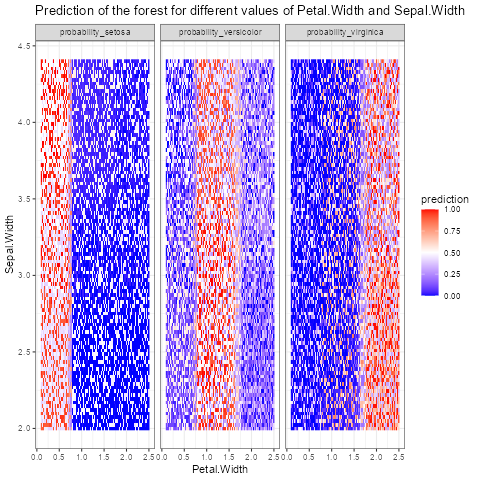 Prediction of the forest for different values of Petal.Width and Sepal.Width
probability_setosa probability_versicolor probability_virginica
4.5
4.0
3.5
3.0
2.5
2.0
Sepal.Width
0.0 0.5 1.0 1.5 2.0 2.5 0.0 0.5 1.0 1.5 2.0 2.5 0.0 0.5 1.0 1.5 2.0 2.5
Petal.Width
prediction
1.00
0.75
0.50
0.25
0.00